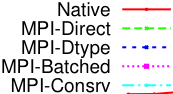 Native
MPI-Direct
MPI-Dtype
MPI-Batched
MPI-Consrv